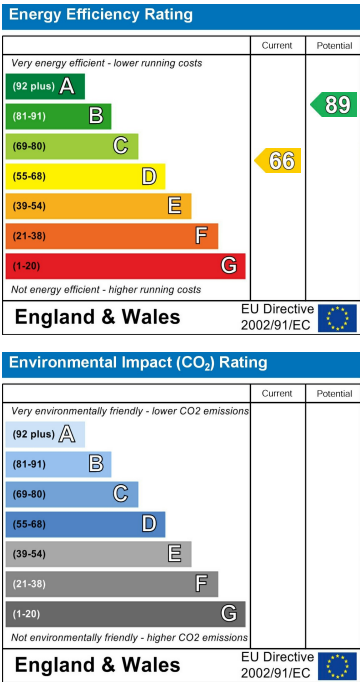 Energy Efficiency Rating
Current Potential
Very energy efficient - lower running costs
(92 plus) A
(81-91) B
89
(69-80) C
66
(55-68) D
(39-54) E
(21-38) F
(1-20) G
Not energy efficient - higher running costs
England & Wales
EU Directive
2002/91/EC
Environmental Impact (CO₂) Rating
Current Potential
Very environmentally friendly - lower CO2 emissions
(92 plus) A
(81-91) B
(69-80) C
(55-68) D
(39-54) E
(21-38) F
(1-20) G
Not environmentally friendly - higher CO2 emissions
England & Wales
EU Directive
2002/91/EC